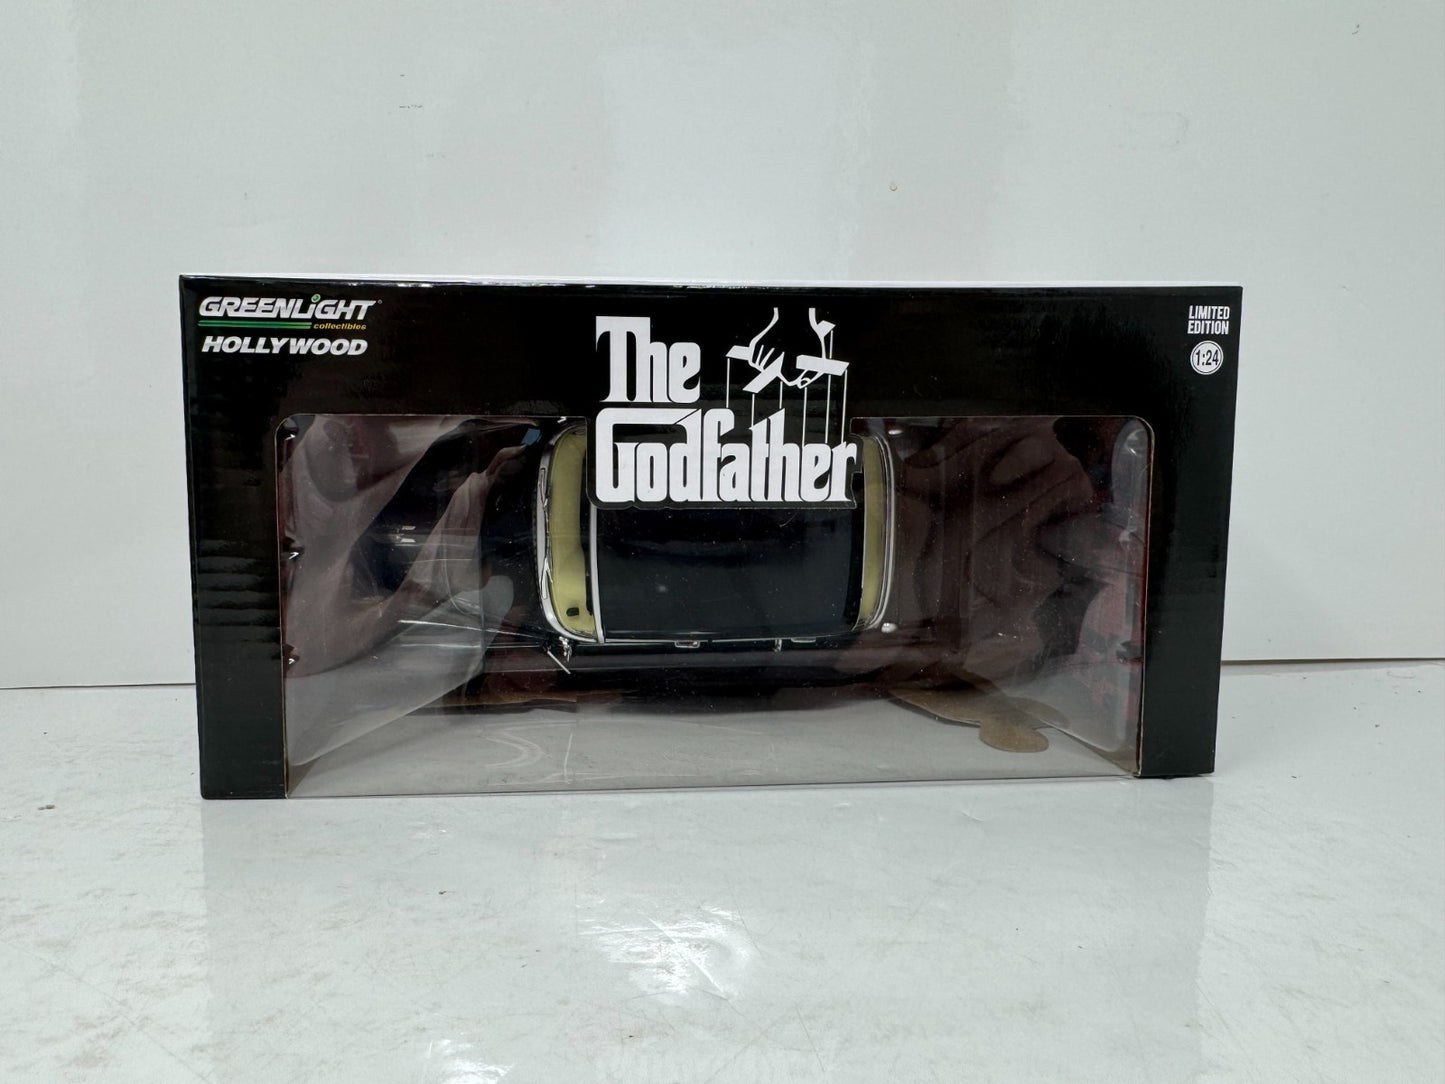 GREENLiGHT
collectibles
HOLLYWOOD
The
Godfather
LIMITED
EDITION
1:24